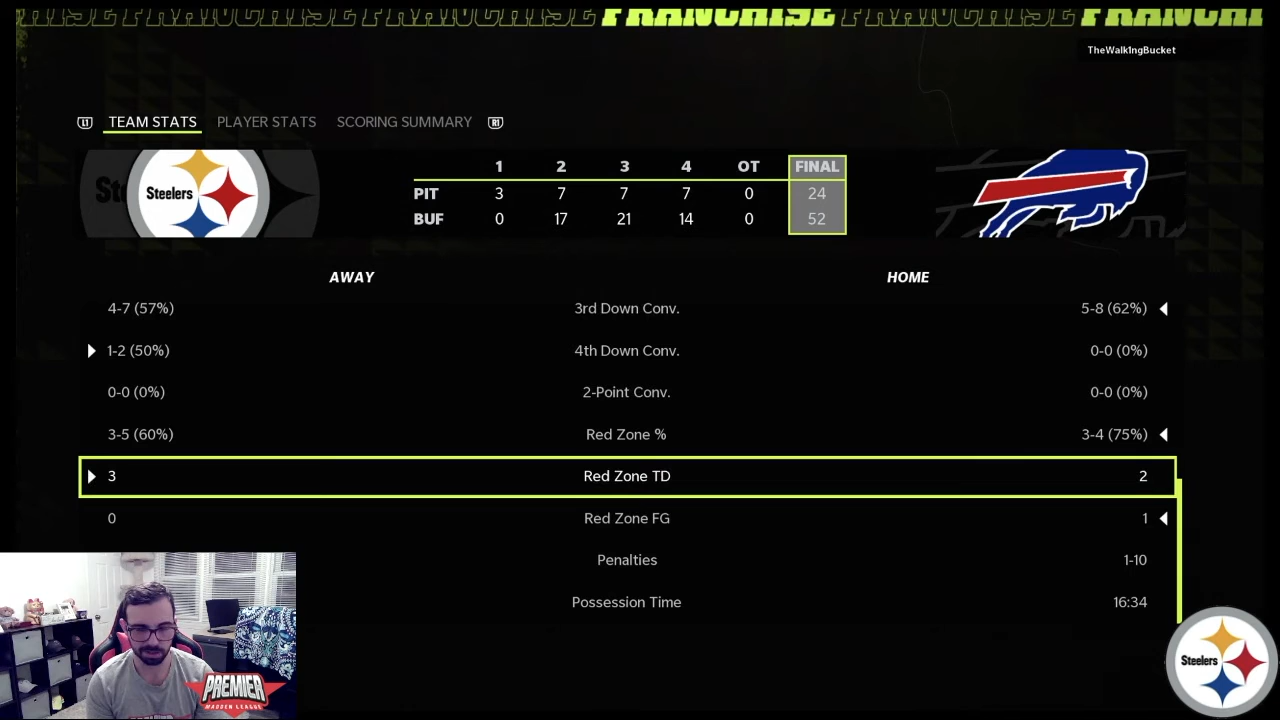 FRANCHISE FRANCHISE FRANCHISE FRANCHISE FRANCHI
TheWalk1ngBucket
L1 TEAM STATS PLAYER STATS SCORING SUMMARY R1
1 2 3 4 OT FINAL
Steelers
PIT 3 7 7 7 0 24
BUF 0 17 21 14 0 52
AWAY HOME
4-7 (57%) 3rd Down Conv. 5-8 (62%)
1-2 (50%) 4th Down Conv. 0-0 (0%)
0-0 (0%) 2-Point Conv. 0-0 (0%)
3-5 (60%) Red Zone % 3-4 (75%)
3 Red Zone TD 2
0 Red Zone FG 1
Penalties 1-10
Possession Time 16:34
Steelers
PREMIER
MADDEN LEAGUE